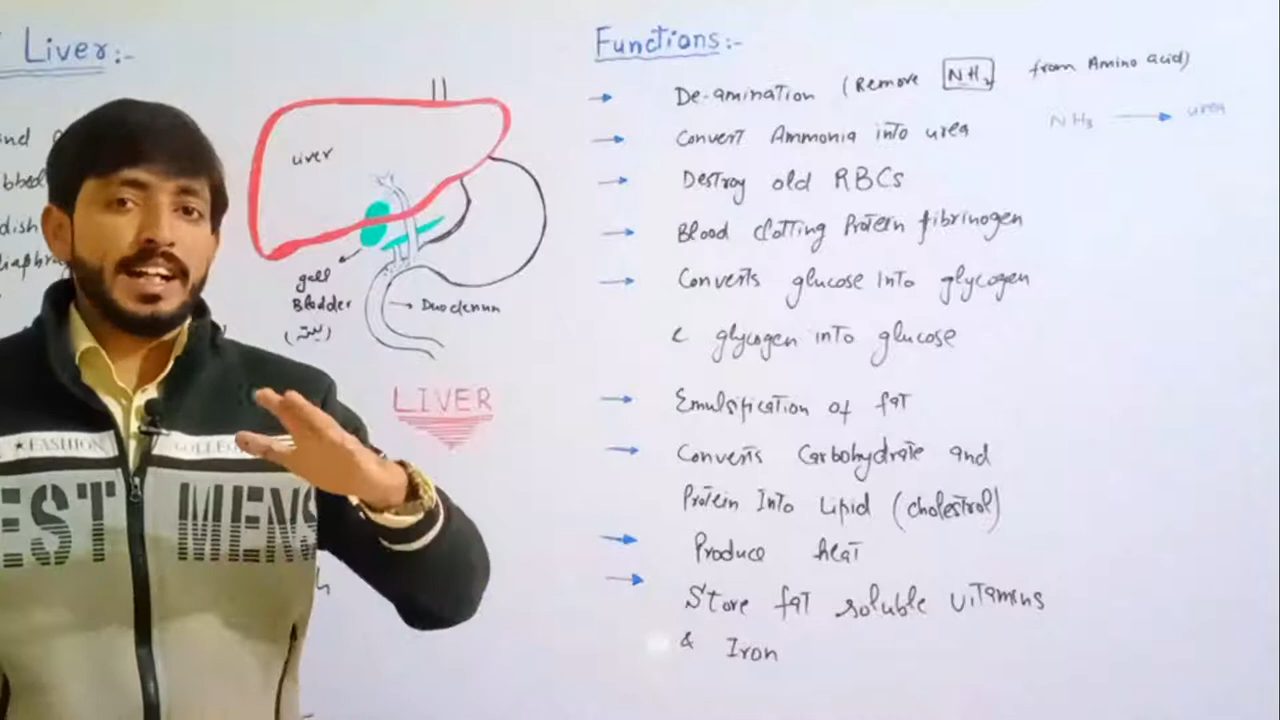 Liver:-
liver
gall
Bladder
(پتہ)
Duodenum
LIVER
Functions:-
De-amination (Remove NH₂ from Amino acid)
Convert Ammonia into urea NH₃ → urea
Destroy old RBCs
Blood clotting Protein fibrinogen
Converts glucose into glycogen
& glycogen into glucose
Emulsification of fat
Converts Carbohydrate and
Protein Into Lipid (cholestrol)
Produce heat
Store fat soluble vitamins
& Iron
FASHION
EST MENS